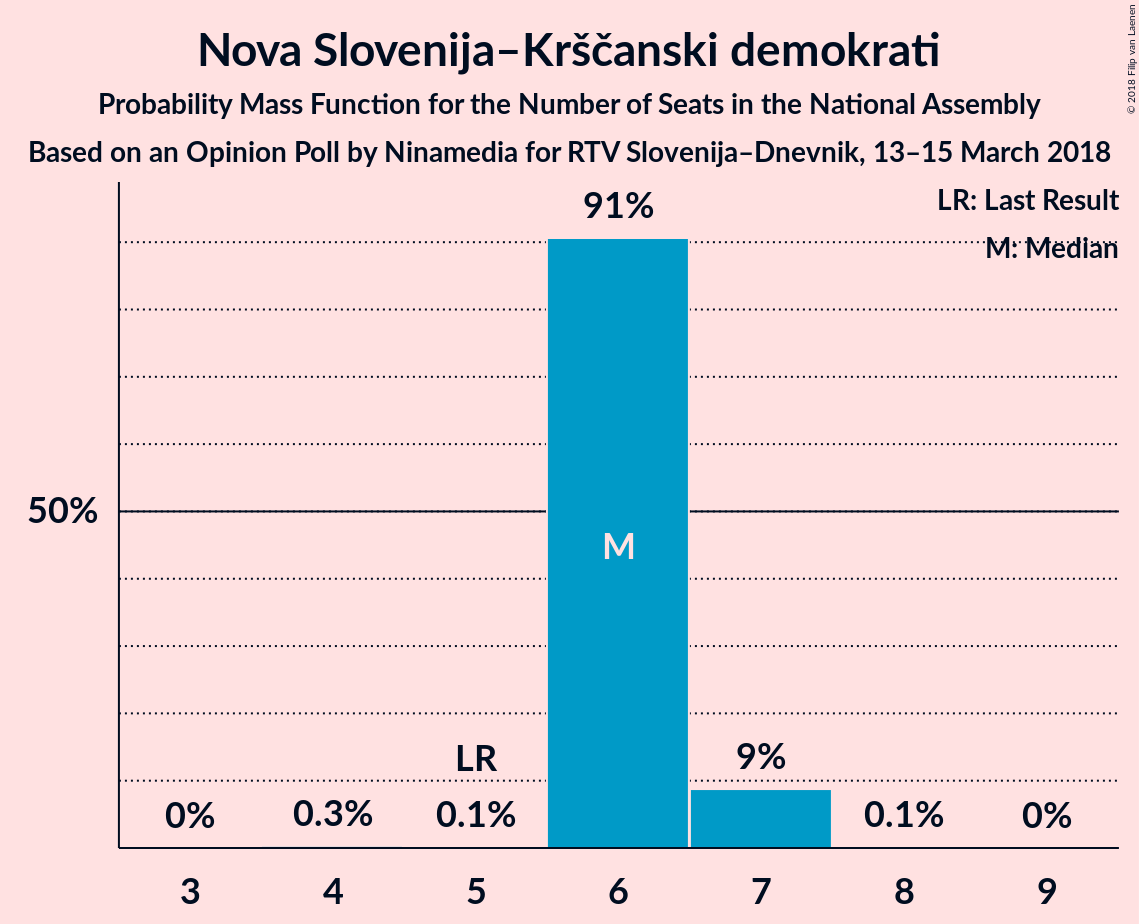 Nova Slovenija–Krščanski demokrati
Probability Mass Function for the Number of Seats in the National Assembly
Based on an Opinion Poll by Ninamedia for RTV Slovenija–Dnevnik, 13–15 March 2018
© 2018 Filip van Laenen
LR: Last Result
M: Median
91%
50%
M
LR
9%
0%
0.3%
0.1%
0.1%
0%
3 4 5 6 7 8 9